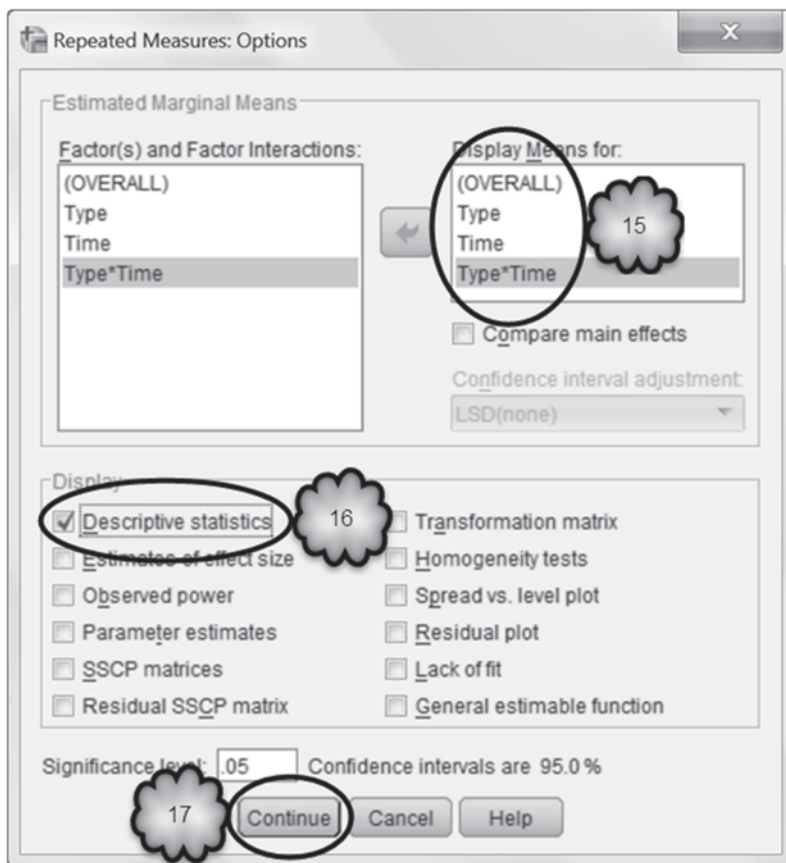 Repeated Measures: Options
X
Estimated Marginal Means
Factor(s) and Factor Interactions:
(OVERALL)
Type
Time
Type*Time
Display Means for:
(OVERALL)
Type
Time
Type*Time
15
Compare main effects
Confidence interval adjustment:
LSD(none)
Display
Descriptive statistics
16
Estimates of effect size
Observed power
Parameter estimates
SSCP matrices
Residual SSCP matrix
Transformation matrix
Homogeneity tests
Spread vs. level plot
Residual plot
Lack of fit
General estimable function
Significance level: .05 Confidence intervals are 95.0 %
17
Continue Cancel Help